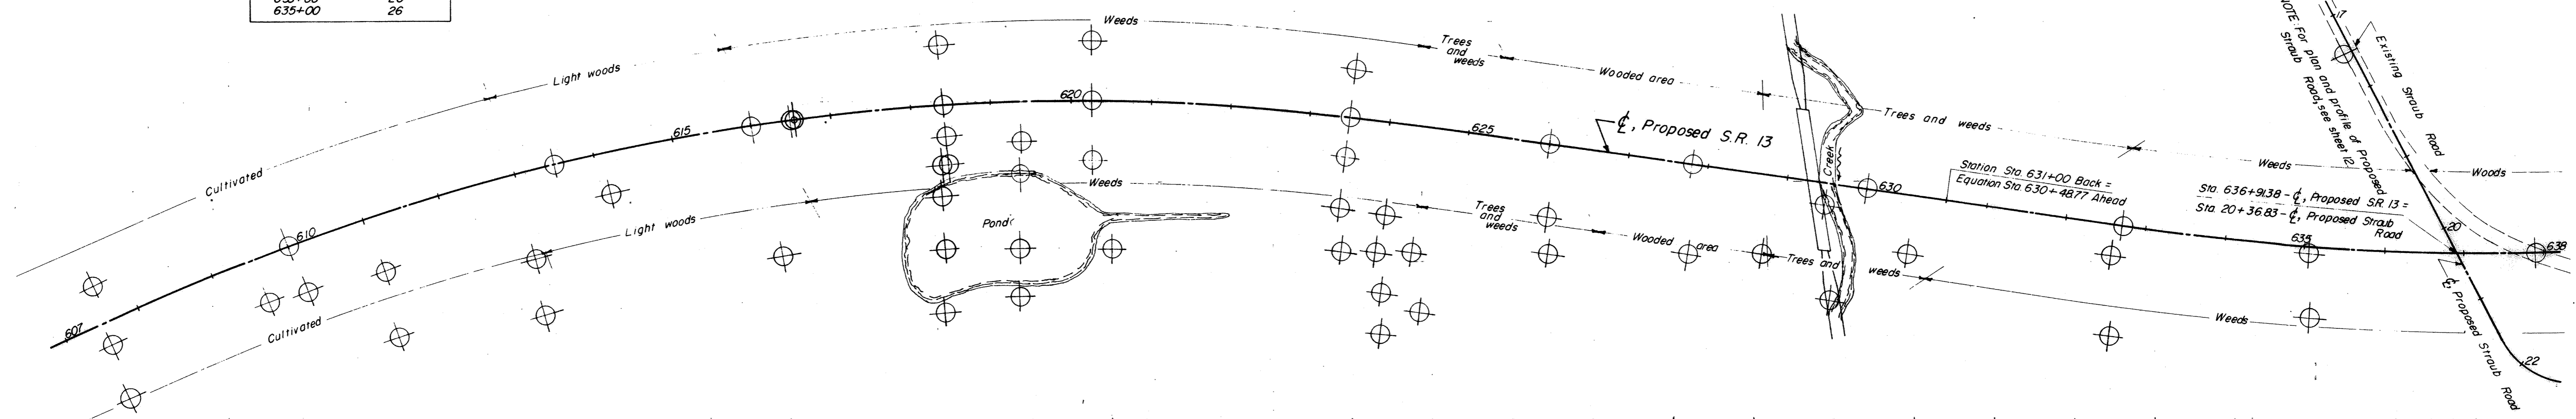 635+00 26
Weeds
Trees
and
weeds
Light woods
Wooded area
Cultivated
620
615
625
℄, Proposed S.R. 13
Trees and weeds
Creek
Weeds
Woods
17
Existing Straub Road
NOTE: For plan and profile of Proposed
Straub Road, see sheet 12.
610
630
Station Sta. 631+00 Back =
Equation Sta. 630+48.77 Ahead
Sta. 636+91.38 - ℄, Proposed S.R. 13 =
Sta. 20+36.83 - ℄, Proposed Straub
Road
20
635
638
Weeds
Pond
Light woods
Trees
and
weeds
Wooded area
Trees and weeds
Weeds
607
Cultivated
℄, Proposed Straub Road
22